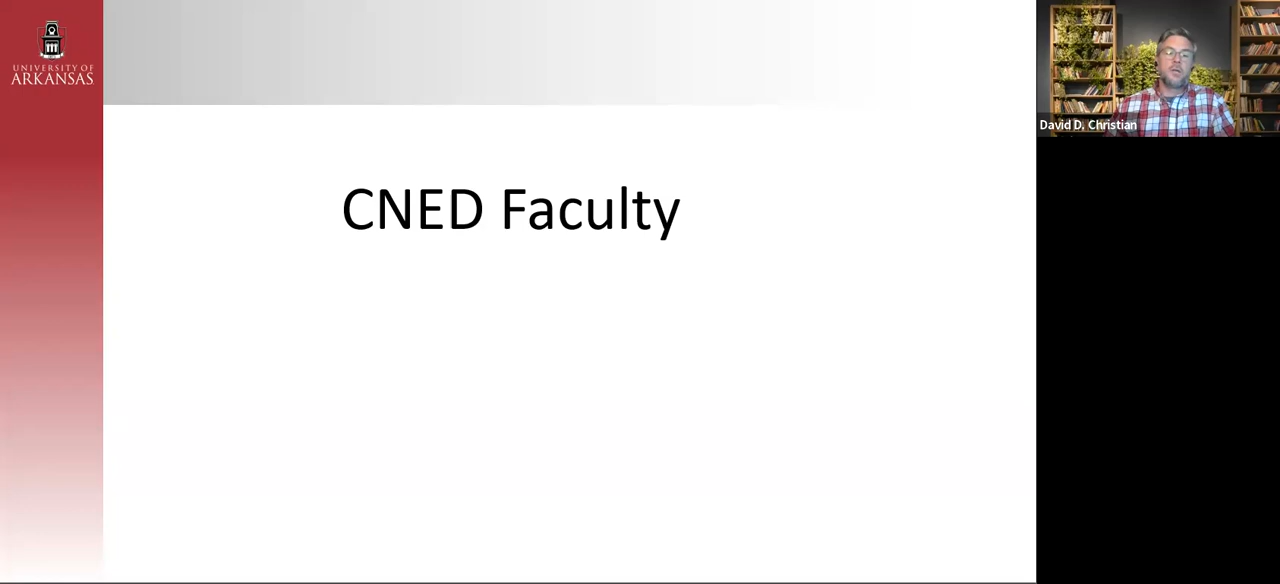 UNIVERSITY OF
ARKANSAS
CNED Faculty
David D. Christian